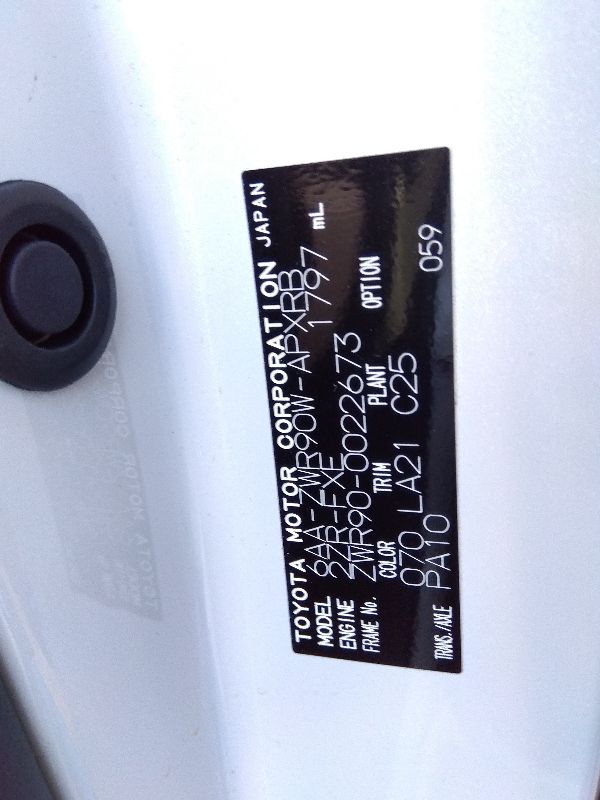 TOYOTA MOTOR CORPORATION JAPAN
MODEL 6AA-ZWR90W-APXRB
ENGINE 2ZR-FXE 1797 mL
FRAME No. ZWR90-0022673
COLOR TRIM PLANT OPTION
070 LA21 C25
TRANS./AXLE PA10 059